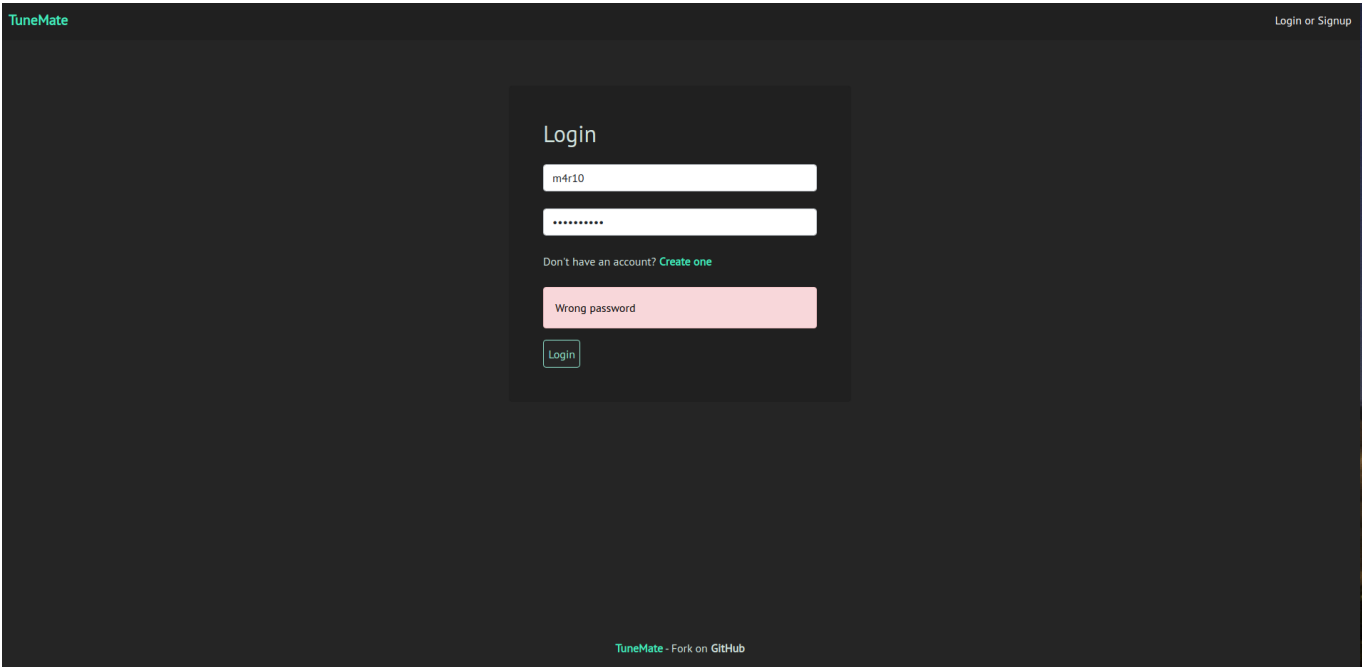 TuneMate
Login or Signup
Login
m4r10
••••••••••
Don't have an account? Create one
Wrong password
Login
TuneMate - Fork on GitHub